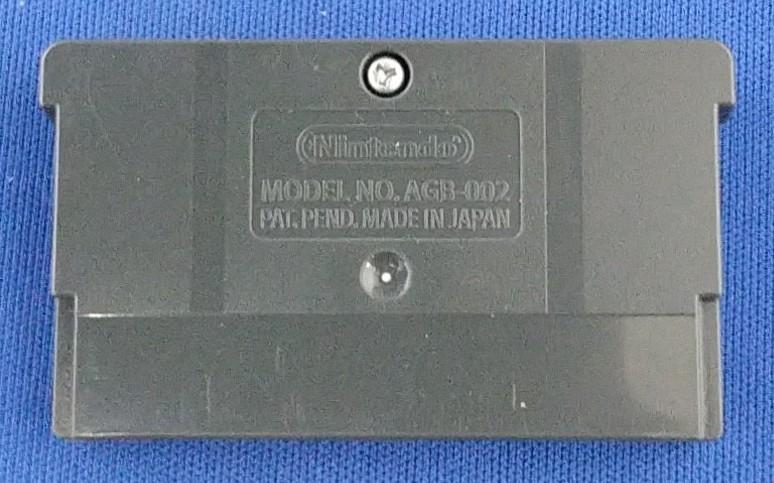 Nintendo
MODEL NO. AGB-002
PAT. PEND. MADE IN JAPAN